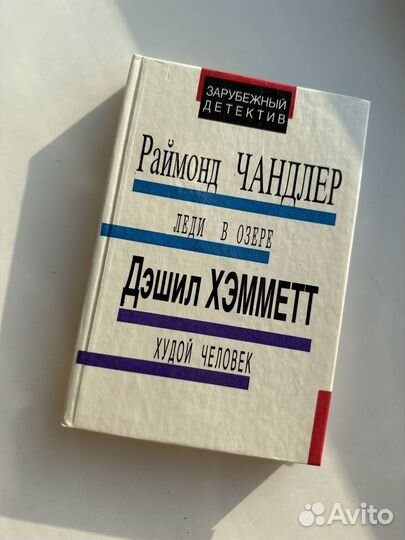 ЗАРУБЕЖНЫЙ
ДЕТЕКТИВ
Раймонд ЧАНДЛЕР
ЛЕДИ В ОЗЕРЕ
Дэшил ХЭММЕТТ
ХУДОЙ ЧЕЛОВЕК
Avito